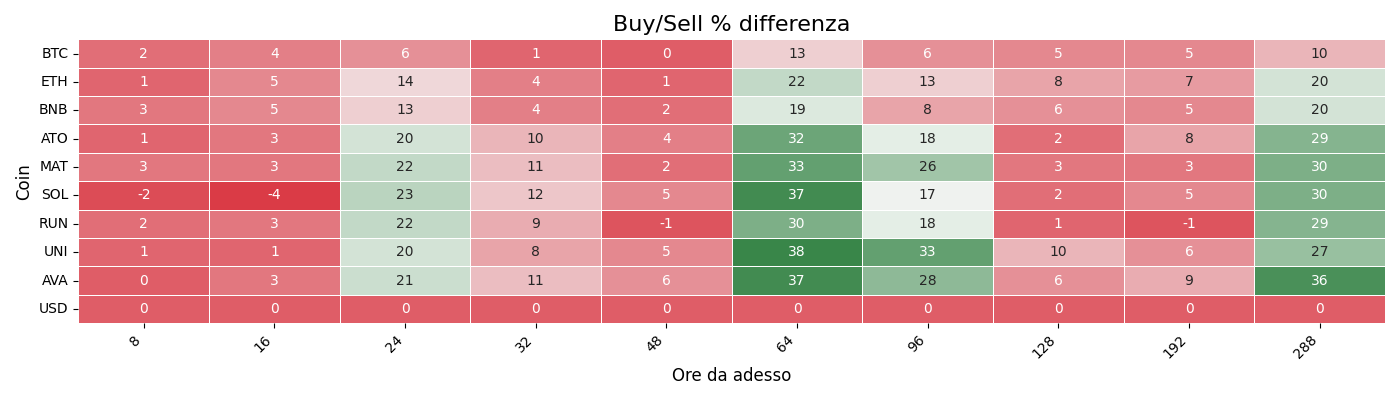 Buy/Sell % differenza
Coin
BTC 2 4 6 1 0 13 6 5 5 10
ETH 1 5 14 4 1 22 13 8 7 20
BNB 3 5 13 4 2 19 8 6 5 20
ATO 1 3 20 10 4 32 18 2 8 29
MAT 3 3 22 11 2 33 26 3 3 30
SOL -2 -4 23 12 5 37 17 2 5 30
RUN 2 3 22 9 -1 30 18 1 -1 29
UNI 1 1 20 8 5 38 33 10 6 27
AVA 0 3 21 11 6 37 28 6 9 36
USD 0 0 0 0 0 0 0 0 0 0
8 16 24 32 48 64 96 128 192 288
Ore da adesso